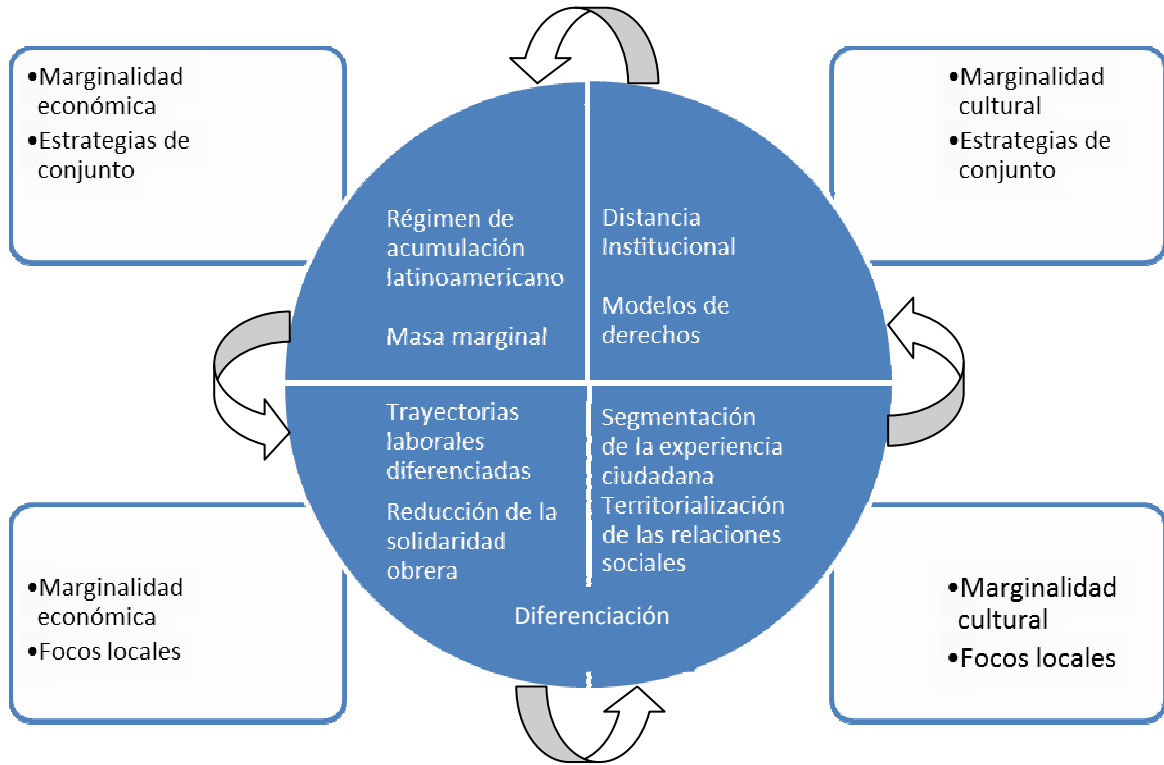 •Marginalidad
económica
•Estrategias de
conjunto
•Marginalidad
cultural
•Estrategias de
conjunto
Régimen de
acumulación
latinoamericano
Masa marginal
Distancia
Institucional
Modelos de
derechos
Trayectorias
laborales
diferenciadas
Reducción de la
solidaridad
obrera
Segmentación
de la experiencia
ciudadana
Territorialización
de las relaciones
sociales
Diferenciación
•Marginalidad
económica
•Focos locales
•Marginalidad
cultural
•Focos locales